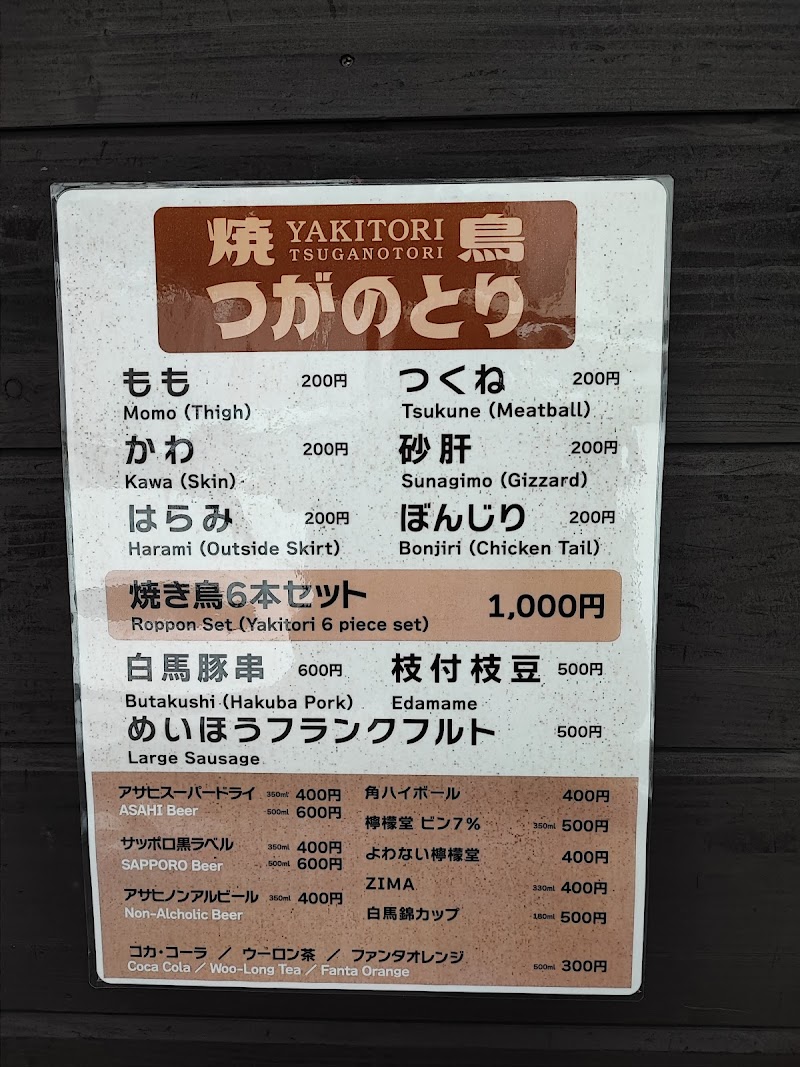 焼 YAKITORI 鳥
TSUGANOTORI
つがのとり
もも 200円 つくね 200円
Momo (Thigh) Tsukune (Meatball)
かわ 200円 砂肝 200円
Kawa (Skin) Sunagimo (Gizzard)
はらみ 200円 ぼんじり 200円
Harami (Outside Skirt) Bonjiri (Chicken Tail)
焼き鳥6本セット 1,000円
Roppon Set (Yakitori 6 piece set)
白馬豚串 600円 枝付枝豆 500円
Butakushi (Hakuba Pork) Edamame
めいほうフランクフルト 500円
Large Sausage
アサヒスーパードライ 350ml 400円
ASAHI Beer 500ml 600円
サッポロ黒ラベル 350ml 400円
SAPPORO Beer 500ml 600円
アサヒノンアルビール 350ml 400円
Non-Alcholic Beer
角ハイボール 400円
檸檬堂 ビン7% 350ml 500円
よわない檸檬堂 400円
ZIMA 330ml 400円
白馬錦カップ 180ml 500円
コカ・コーラ / ウーロン茶 / ファンタオレンジ
Coca Cola / Woo-Long Tea / Fanta Orange 500ml 300円